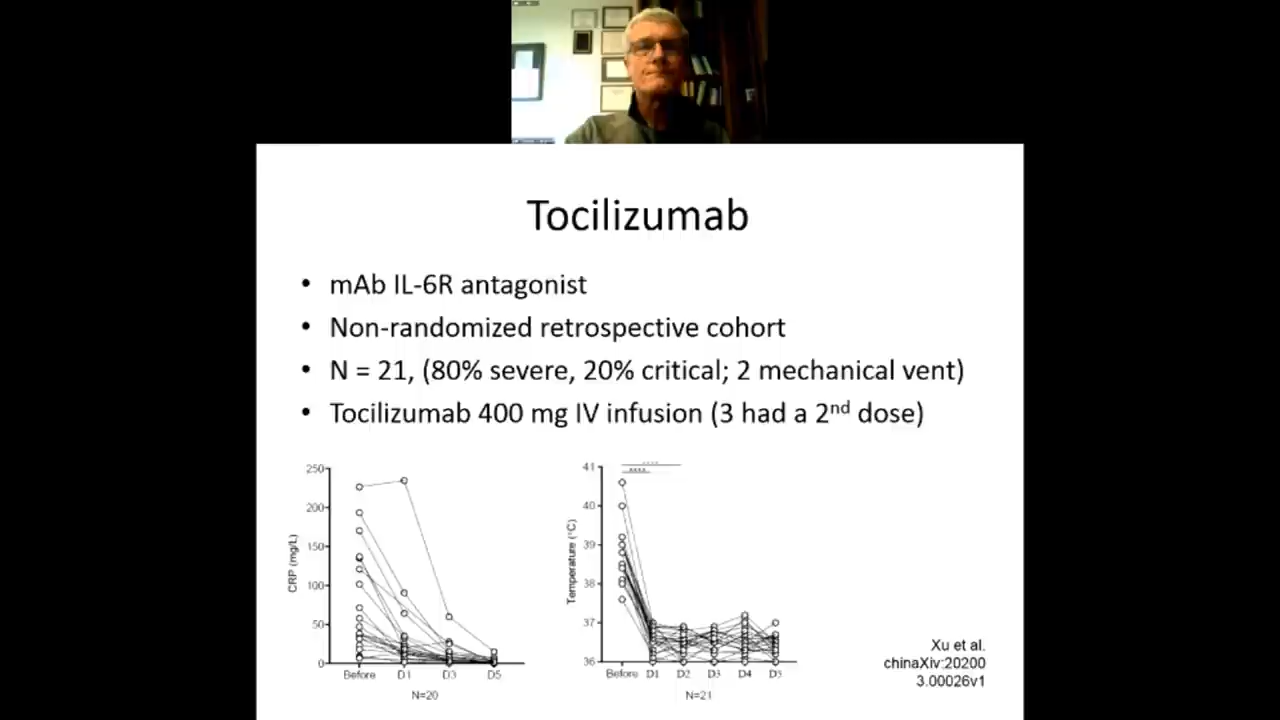 Tocilizumab
• mAb IL-6R antagonist
• Non-randomized retrospective cohort
• N = 21, (80% severe, 20% critical; 2 mechanical vent)
• Tocilizumab 400 mg IV infusion (3 had a 2nd dose)
250
200
150
100
50
0
CRP (mg/L)
Before D1 D3 D5
N=20
41
40
39
38
37
36
Temperature (°C)
****
Before D1 D2 D3 D4 D5
N=21
Xu et al.
chinaXiv:20200
3.00026v1